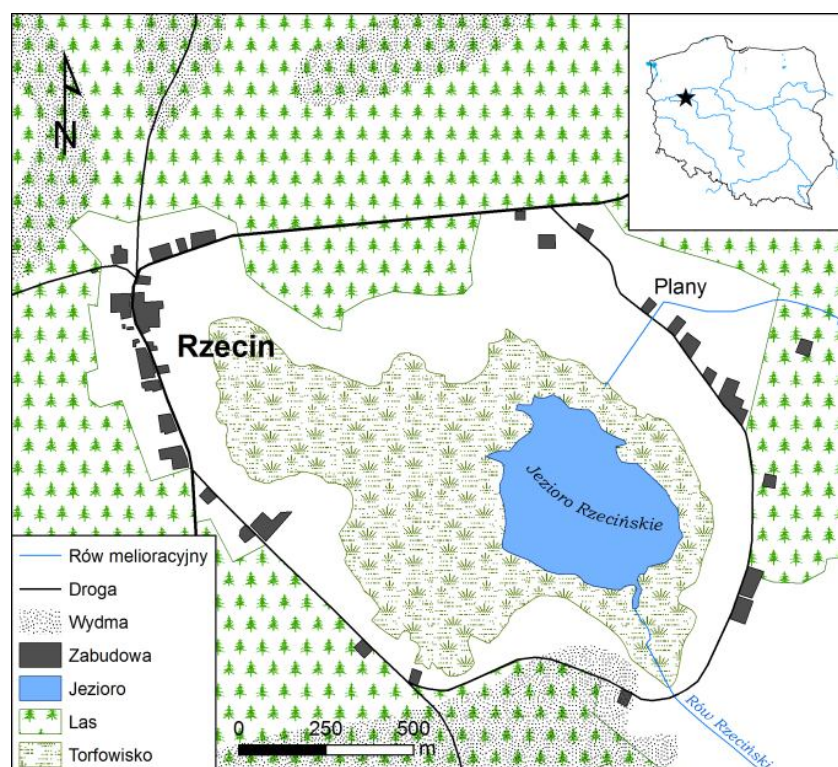 N
Plany
Rzecin
Jezioro Rzecińskie
Rów melioracyjny
Droga
Wydma
Zabudowa
Jezioro
Las
Torfowisko
0 250 500
m
Rów Rzeciński